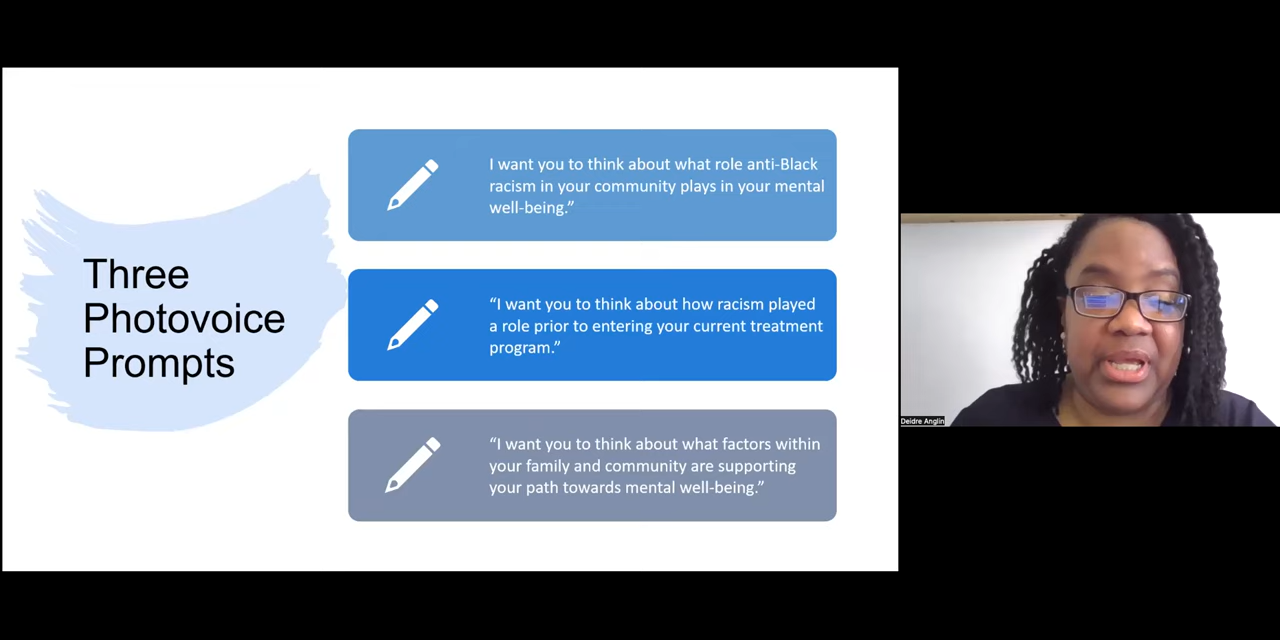 Three
Photovoice
Prompts
I want you to think about what role anti-Black
racism in your community plays in your mental
well-being.”
“I want you to think about how racism played
a role prior to entering your current treatment
program.”
“I want you to think about what factors within
your family and community are supporting
your path towards mental well-being.”
Deidre Anglin